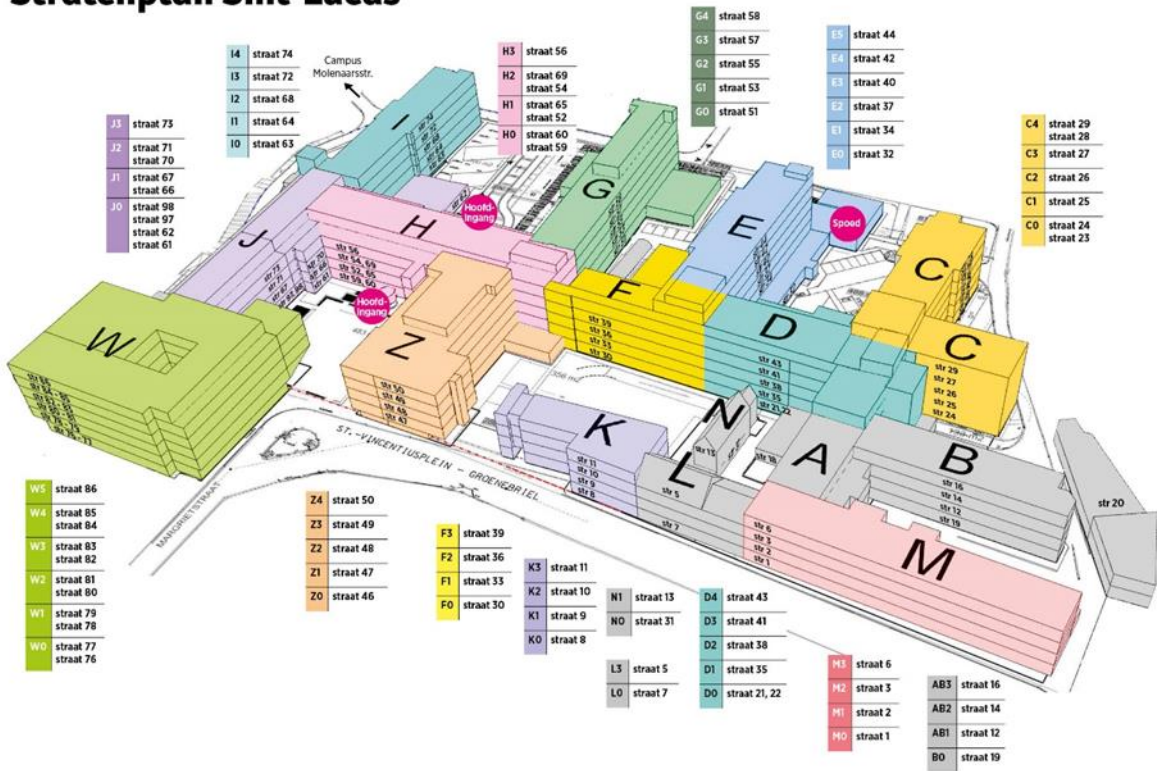 Stratenplan Sint-Lucas
G4 straat 58
G3 straat 57
G2 straat 55
G1 straat 53
G0 straat 51
E5 straat 44
E4 straat 42
E3 straat 40
E2 straat 37
E1 straat 34
E0 straat 32
I4 straat 74
I3 straat 72
I2 straat 68
I1 straat 64
I0 straat 63
Campus
Molenaarsstr.
H3 straat 56
H2 straat 69
straat 54
H1 straat 65
straat 52
H0 straat 60
straat 59
J3 straat 73
J2 straat 71
straat 70
J1 straat 67
straat 66
J0 straat 98
straat 97
straat 62
straat 61
C4 straat 29
straat 28
C3 straat 27
C2 straat 26
C1 straat 25
C0 straat 24
straat 23
I
G
H
J
E
C
Hoofd-
ingang
Spoed
str 56
str 54, 69
str 52, 65
str 59, 60
Hoofd-
ingang
W
Z
F
D
C
str 39
str 36
str 33
str 30
str 43
str 41
str 38
str 35
str 21, 22
str 29
str 27
str 26
str 25
str 24
str 86
str 50
str 49
str 48
str 47
356 m2
K
N
L
A
B
M
str 11
str 10
str 9
str 8
str 13
str 18
str 5
str 7
str 16
str 14
str 12
str 19
str 20
str 6
str 3
str 2
str 1
ST.-VINCENTIUSPLEIN - GROENEBRIEL
MARGRIETSTRAAT
W5 straat 86
W4 straat 85
straat 84
W3 straat 83
straat 82
W2 straat 81
straat 80
W1 straat 79
straat 78
W0 straat 77
straat 76
Z4 straat 50
Z3 straat 49
Z2 straat 48
Z1 straat 47
Z0 straat 46
F3 straat 39
F2 straat 36
F1 straat 33
F0 straat 30
K3 straat 11
K2 straat 10
K1 straat 9
K0 straat 8
N1 straat 13
N0 straat 31
L3 straat 5
L0 straat 7
D4 straat 43
D3 straat 41
D2 straat 38
D1 straat 35
D0 straat 21, 22
M3 straat 6
M2 straat 3
M1 straat 2
M0 straat 1
AB3 straat 16
AB2 straat 14
AB1 straat 12
B0 straat 19